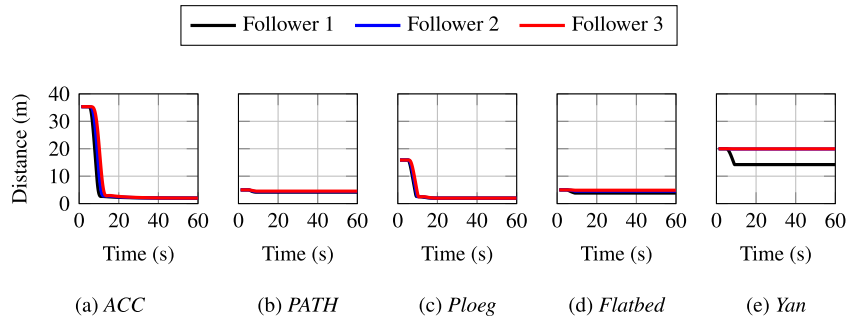 Follower 1 Follower 2 Follower 3
Distance (m)
40
30
20
10
0
0 20 40 60 0 20 40 60 0 20 40 60 0 20 40 60 0 20 40 60
Time (s) Time (s) Time (s) Time (s) Time (s)
(a) ACC (b) PATH (c) Ploeg (d) Flatbed (e) Yan